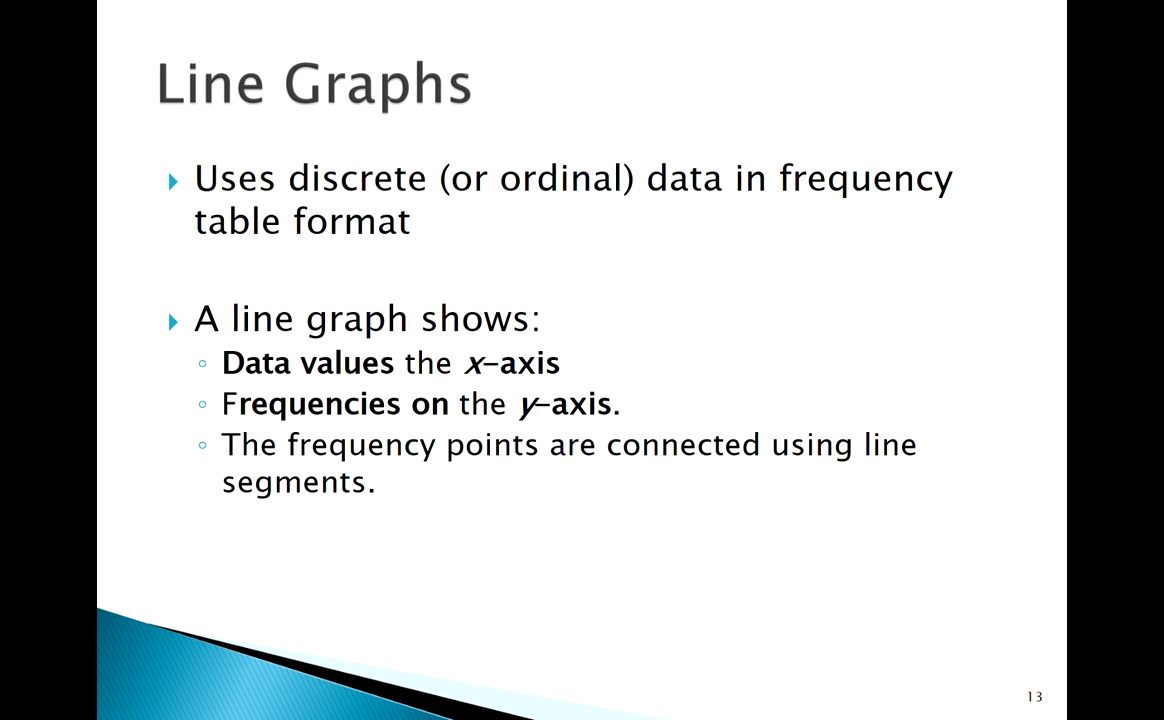 Line Graphs
Uses discrete (or ordinal) data in frequency
table format
A line graph shows:
Data values the x-axis
Frequencies on the y-axis.
The frequency points are connected using line
segments.
13